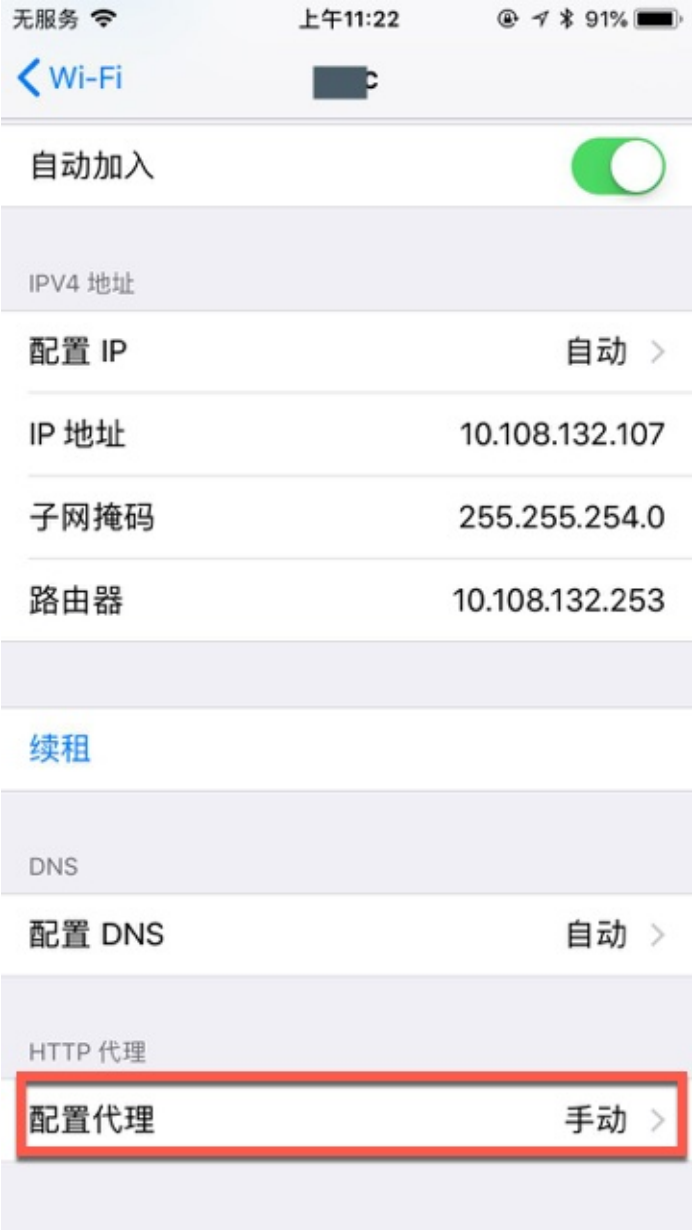 无服务 上午11:22 91%
Wi-Fi
自动加入
IPV4 地址
配置 IP 自动
IP 地址 10.108.132.107
子网掩码 255.255.254.0
路由器 10.108.132.253
续租
DNS
配置 DNS 自动
HTTP 代理
配置代理 手动